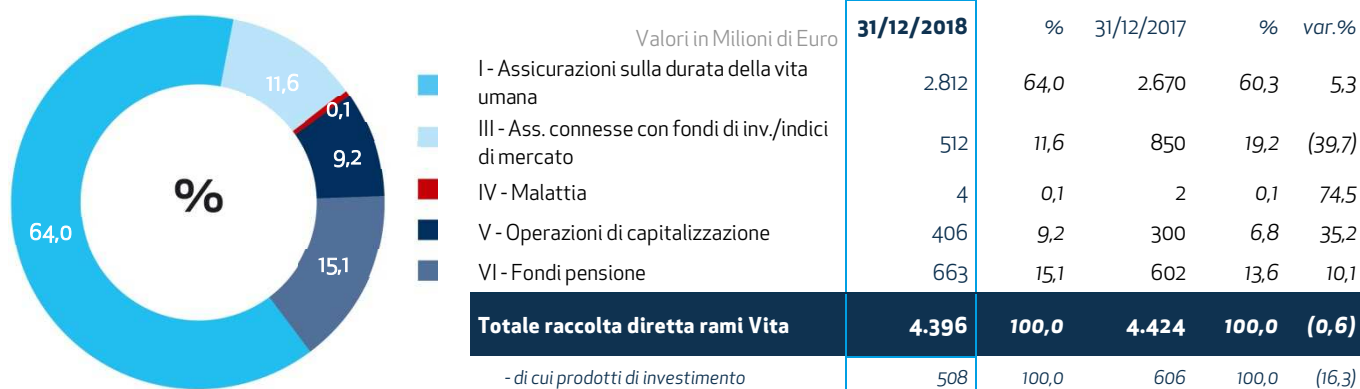 11,6
0,1
9,2
%
64,0
15,1
Valori in Milioni di Euro 31/12/2018 % 31/12/2017 % var.%
I - Assicurazioni sulla durata della vita
umana 2.812 64,0 2.670 60,3 5,3
III - Ass. connesse con fondi di inv./indici
di mercato 512 11,6 850 19,2 (39,7)
IV - Malattia 4 0,1 2 0,1 74,5
V - Operazioni di capitalizzazione 406 9,2 300 6,8 35,2
VI - Fondi pensione 663 15,1 602 13,6 10,1
Totale raccolta diretta rami Vita 4.396 100,0 4.424 100,0 (0,6)
- di cui prodotti di investimento 508 100,0 606 100,0 (16,3)